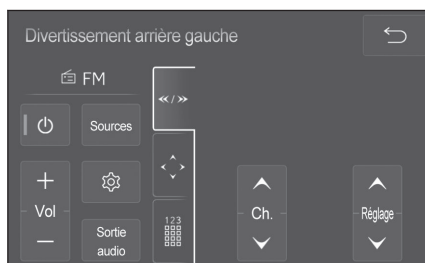 Divertissement arrière gauche
FM
Sources
+
Vol
—
Sortie
audio
«/»
123
Ch.
Réglage